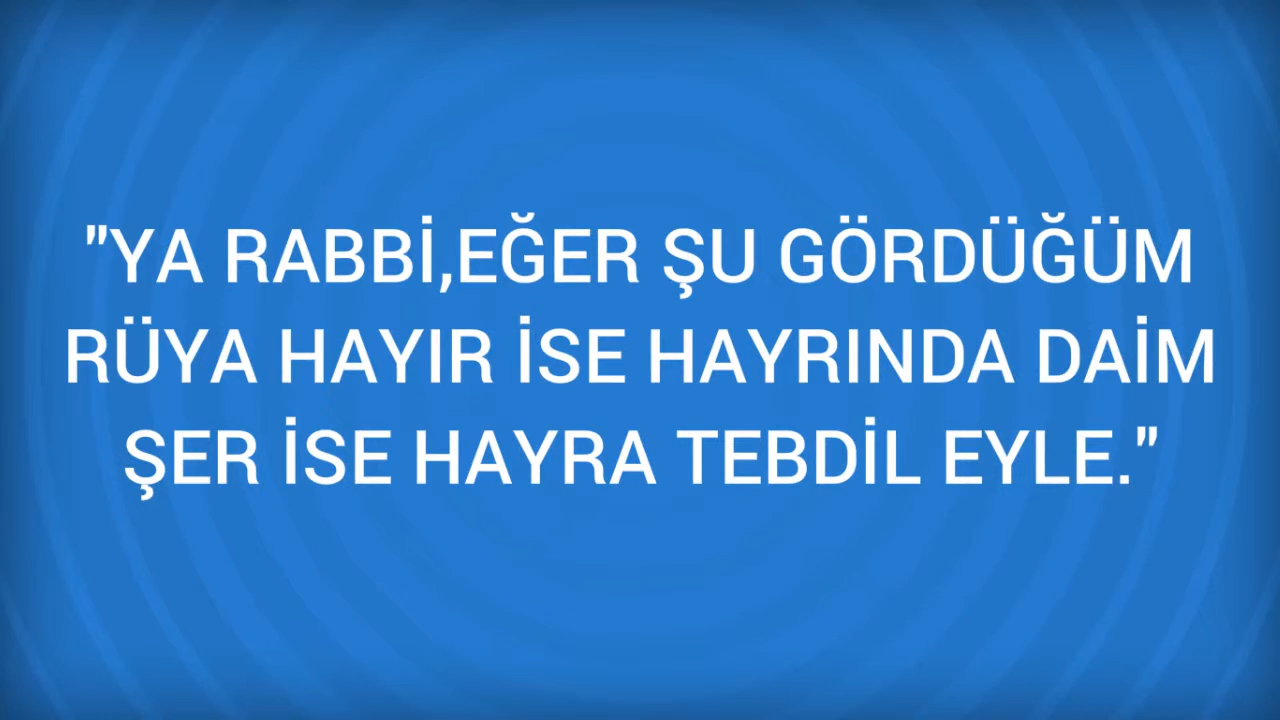 "YA RABBİ,EĞER ŞU GÖRDÜĞÜM
RÜYA HAYIR İSE HAYRINDA DAİM
ŞER İSE HAYRA TEBDİL EYLE."